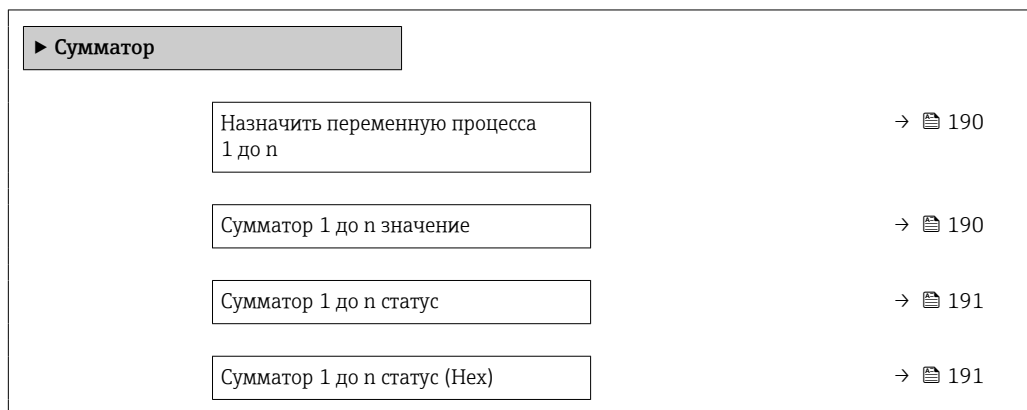 ▶ Сумматор
Назначить переменную процесса
1 до n
→ 190
Сумматор 1 до n значение
→ 190
Сумматор 1 до n статус
→ 191
Сумматор 1 до n статус (Hex)
→ 191